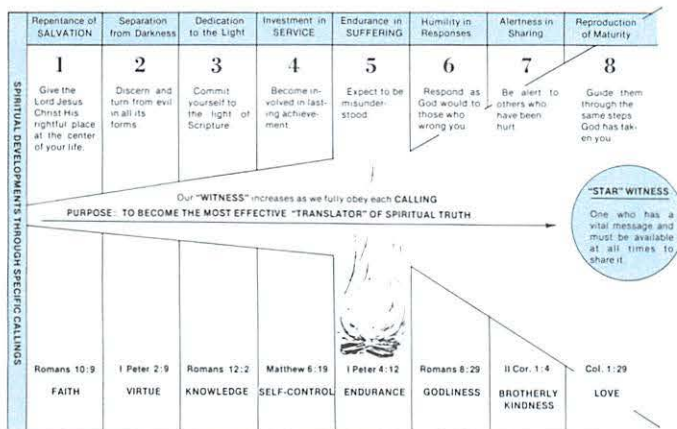 SPIRITUAL DEVELOPMENTS THROUGH SPECIFIC CALLINGS
Repentance of
SALVATION
1
Give the
Lord Jesus
Christ His
rightful place
at the center
of your life.
Separation
from Darkness
2
Discern and
turn from evil
in all its
forms
Dedication
to the Light
3
Commit
yourself to
the light of
Scripture
Investment in
SERVICE
4
Become in-
volved in last-
ing achieve-
ment
Endurance in
SUFFERING
5
Expect to be
misunder-
stood
Humility in
Responses
6
Respond as
God would to
those who
wrong you
Alertness in
Sharing
7
Be alert to
others who
have been
hurt
Reproduction
of Maturity
8
Guide them
through the
same steps
God has tak-
en you
Our "WITNESS" increases as we fully obey each CALLING
PURPOSE: TO BECOME THE MOST EFFECTIVE "TRANSLATOR" OF SPIRITUAL TRUTH
"STAR" WITNESS
One who has a
vital message and
must be available
at all times to
share it.
Romans 10:9
FAITH
I Peter 2:9
VIRTUE
Romans 12:2
KNOWLEDGE
Matthew 6:19
SELF-CONTROL
I Peter 4:12
ENDURANCE
Romans 8:29
GODLINESS
II Cor. 1:4
BROTHERLY
KINDNESS
Col. 1:29
LOVE